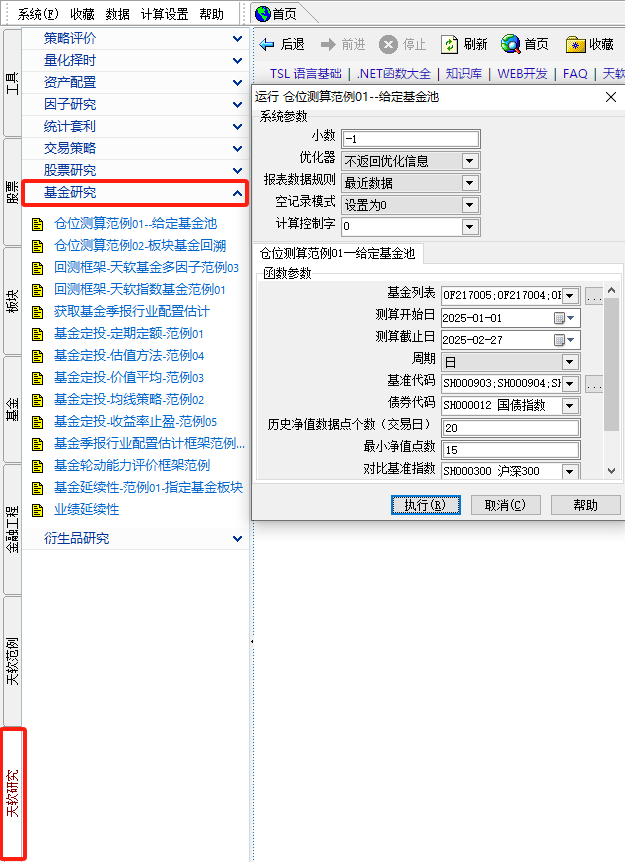 系统(F) 收藏 数据 计算设置 帮助
首页
后退 前进 停止 刷新 首页 收藏
TSL 语言基础 | .NET函数大全 | 知识库 | WEB开发 | FAQ | 天软
工具
股票
板块
基金
金融工程
天软范例
天软研究
策略评价
量化择时
资产配置
因子研究
统计套利
交易策略
股票研究
基金研究
仓位测算范例01--给定基金池
仓位测算范例02-板块基金回溯
回测框架-天软基金多因子范例03
回测框架-天软指数基金范例01
获取基金季报行业配置估计
基金定投-定期定额-范例01
基金定投-估值方法-范例04
基金定投-价值平均-范例03
基金定投-均线策略-范例02
基金定投-收益率止盈-范例05
基金季报行业配置估计框架范例...
基金轮动能力评价框架范例
基金延续性-范例01-指定基金板块
业绩延续性
衍生品研究
运行 仓位测算范例01--给定基金池
系统参数
小数 -1
优化器 不返回优化信息
报表数据规则 最近数据
空记录模式 设置为0
计算控制字 0
仓位测算范例01--给定基金池
函数参数
基金列表 OF217005;OF217004;OF ...
测算开始日 2025-01-01
测算截止日 2025-02-27
周期 日
基准代码 SH000903;SH000904;SH ...
债券代码 SH000012 国债指数
历史净值数据点个数（交易日） 20
最小净值点数 15
对比基准指数 SH000300 沪深300
执行(R) 取消(C) 帮助